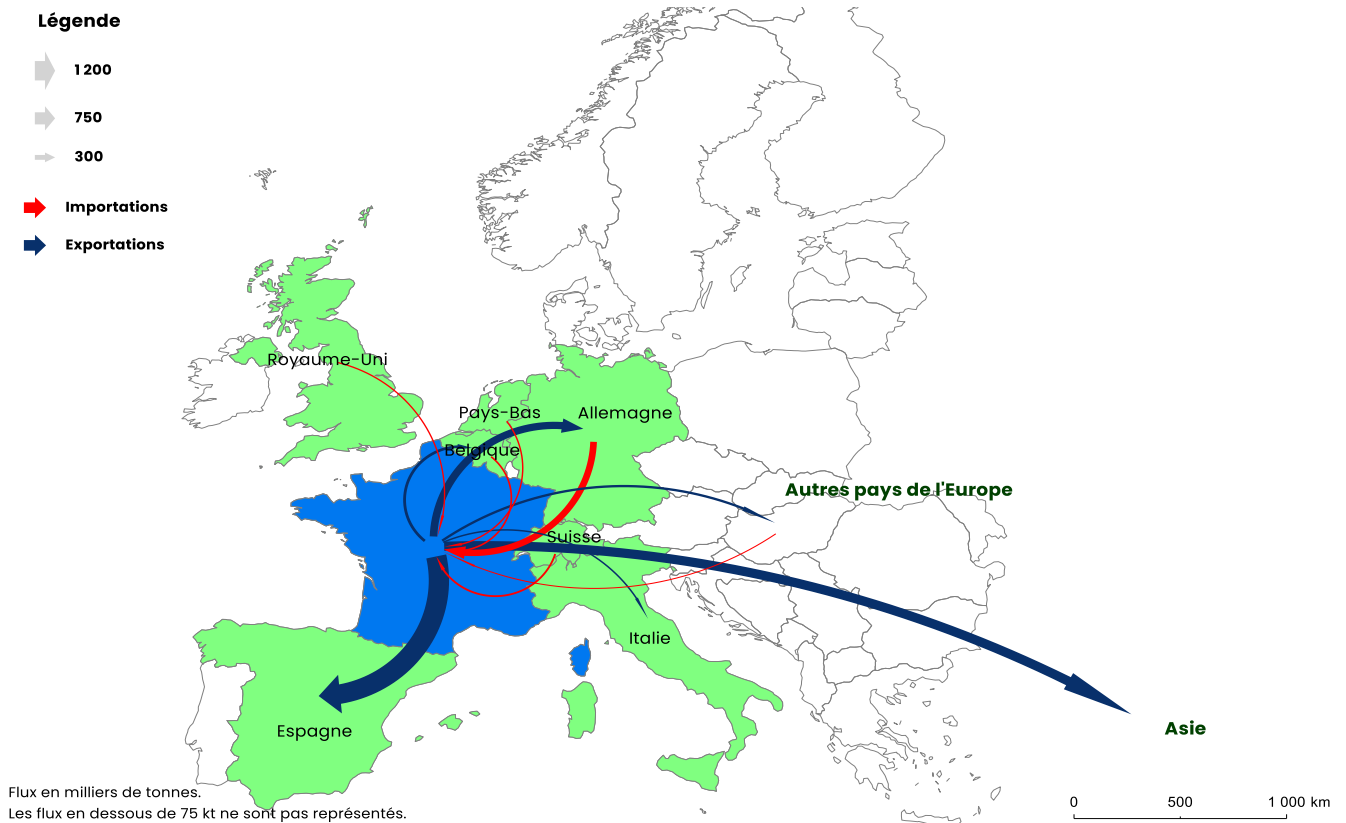 Légende
1 200
750
300
Importations
Exportations
Royaume-Uni
Pays-Bas
Allemagne
Belgique
Autres pays de l'Europe
Suisse
Italie
Espagne
Asie
Flux en milliers de tonnes.
Les flux en dessous de 75 kt ne sont pas représentés.
0 500 1 000 km